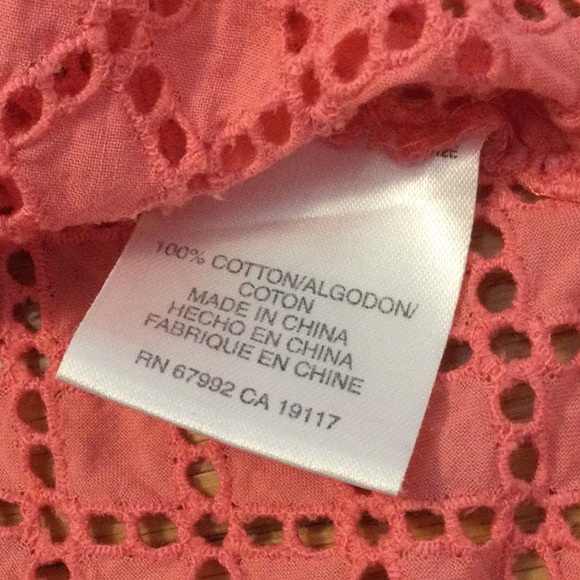 100% COTTON/ALGODON/
COTON
MADE IN CHINA
HECHO EN CHINA
FABRIQUE EN CHINE
RN 67992 CA 19117